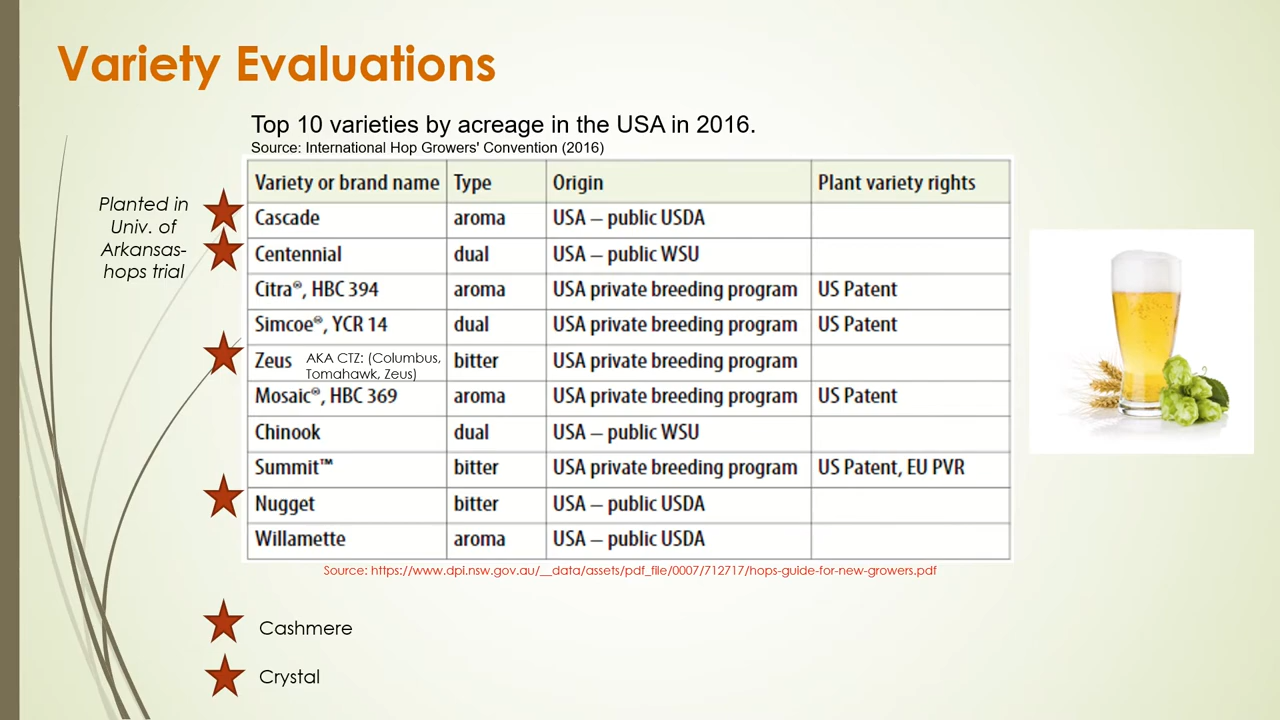 Variety Evaluations
Top 10 varieties by acreage in the USA in 2016.
Source: International Hop Growers' Convention (2016)
Planted in
Univ. of
Arkansas-
hops trial
Variety or brand name Type Origin Plant variety rights
Cascade aroma USA – public USDA
Centennial dual USA – public WSU
Citra®, HBC 394 aroma USA private breeding program US Patent
Simcoe®, YCR 14 dual USA private breeding program US Patent
Zeus AKA CTZ: (Columbus, Tomahawk, Zeus) bitter USA private breeding program
Mosaic®, HBC 369 aroma USA private breeding program US Patent
Chinook dual USA – public WSU
Summit™ bitter USA private breeding program US Patent, EU PVR
Nugget bitter USA – public USDA
Willamette aroma USA – public USDA
Source: https://www.dpi.nsw.gov.au/__data/assets/pdf_file/0007/712717/hops-guide-for-new-growers.pdf
Cashmere
Crystal